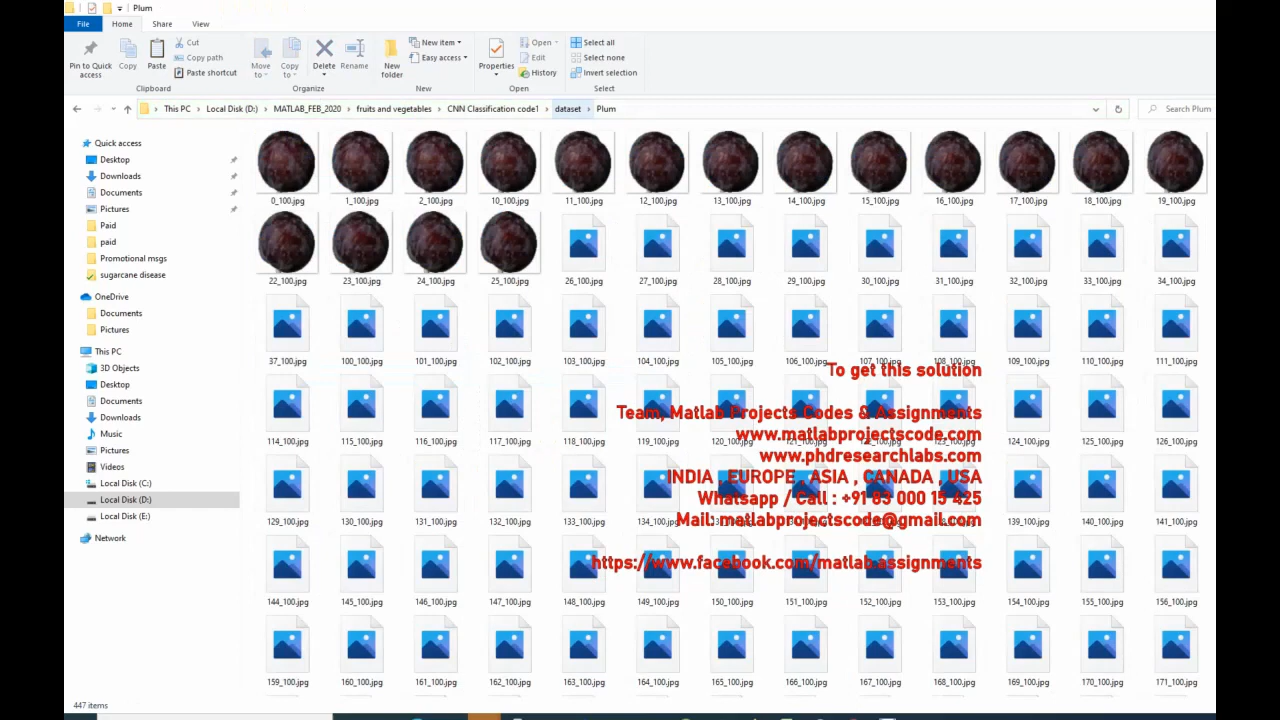 Plum
File Home Share View
Pin to Quick access
Copy
Paste
Cut
Copy path
Paste shortcut
Clipboard
Move to
Copy to
Delete
Rename
Organize
New folder
New item
Easy access
New
Properties
Open
Edit
History
Open
Select all
Select none
Invert selection
Select
This PC Local Disk (D:) MATLAB_FEB_2020 fruits and vegetables CNN Classification code1 dataset Plum
Search Plum
Quick access
Desktop
Downloads
Documents
Pictures
Paid
paid
Promotional msgs
sugarcane disease
OneDrive
Documents
Pictures
This PC
3D Objects
Desktop
Documents
Downloads
Music
Pictures
Videos
Local Disk (C:)
Local Disk (D:)
Local Disk (E:)
Network
0_100.jpg 1_100.jpg 2_100.jpg 10_100.jpg 11_100.jpg 12_100.jpg 13_100.jpg 14_100.jpg 15_100.jpg 16_100.jpg 17_100.jpg 18_100.jpg 19_100.jpg
22_100.jpg 23_100.jpg 24_100.jpg 25_100.jpg 26_100.jpg 27_100.jpg 28_100.jpg 29_100.jpg 30_100.jpg 31_100.jpg 32_100.jpg 33_100.jpg 34_100.jpg
37_100.jpg 100_100.jpg 101_100.jpg 102_100.jpg 103_100.jpg 104_100.jpg 105_100.jpg 106_100.jpg 107_100.jpg 108_100.jpg 109_100.jpg 110_100.jpg 111_100.jpg
114_100.jpg 115_100.jpg 116_100.jpg 117_100.jpg 118_100.jpg 119_100.jpg 120_100.jpg 123_100.jpg 124_100.jpg 125_100.jpg 126_100.jpg
129_100.jpg 130_100.jpg 131_100.jpg 132_100.jpg 133_100.jpg 134_100.jpg 139_100.jpg 140_100.jpg 141_100.jpg
144_100.jpg 145_100.jpg 146_100.jpg 147_100.jpg 148_100.jpg 149_100.jpg 150_100.jpg 151_100.jpg 152_100.jpg 153_100.jpg 154_100.jpg 155_100.jpg 156_100.jpg
159_100.jpg 160_100.jpg 161_100.jpg 162_100.jpg 163_100.jpg 164_100.jpg 165_100.jpg 166_100.jpg 167_100.jpg 168_100.jpg 169_100.jpg 170_100.jpg 171_100.jpg
To get this solution
Team, Matlab Projects Codes & Assignments
www.matlabprojectscode.com
www.phdresearchlabs.com
INDIA , EUROPE , ASIA , CANADA , USA
Whatsapp / Call : +91 83 000 15 425
Mail: matlabprojectscode@gmail.com
https://www.facebook.com/matlab.assignments
447 items